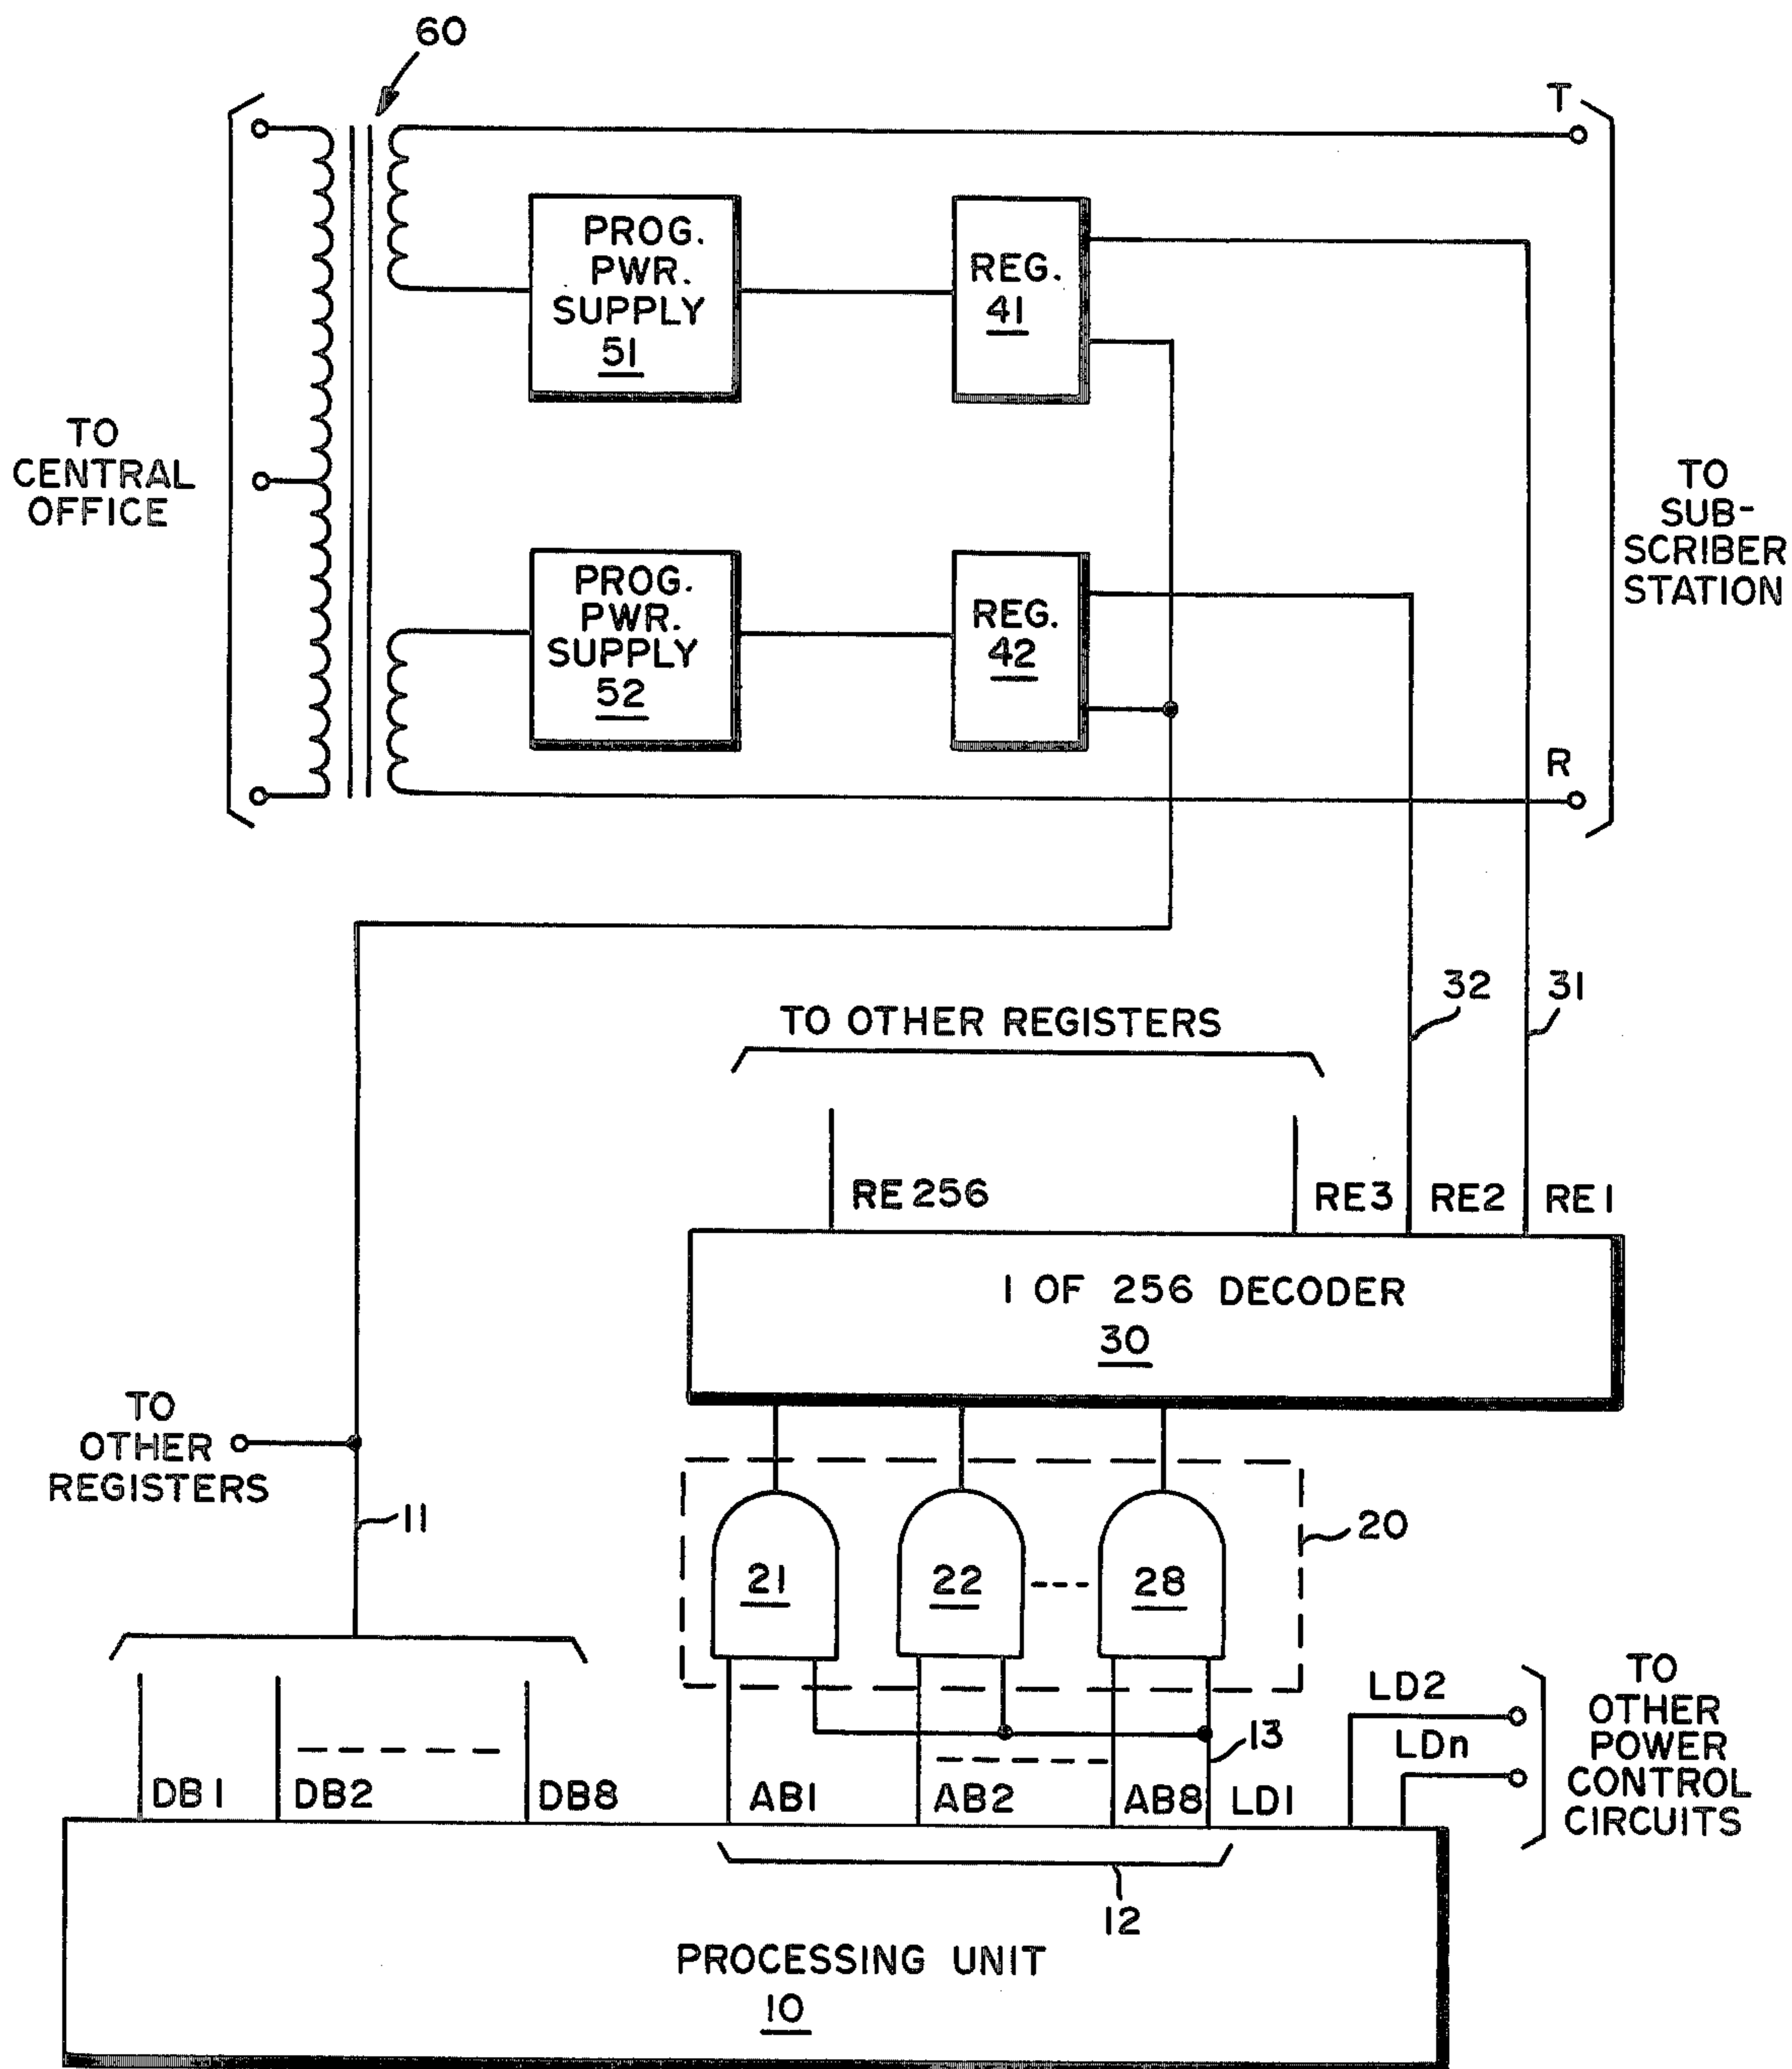 60
T
PROG.
PWR.
SUPPLY
51
REG.
41
TO
CENTRAL
OFFICE
TO
SUB-
SCRIBER
STATION
PROG.
PWR.
SUPPLY
52
REG.
42
R
32
31
TO OTHER REGISTERS
RE 256
RE3
RE2
RE1
1 OF 256 DECODER
30
TO
OTHER
REGISTERS
11
20
21
22
28
TO
OTHER
POWER
CONTROL
CIRCUITS
LD2
LDn
13
DB1
DB2
DB8
AB1
AB2
AB8
LD1
12
PROCESSING UNIT
10